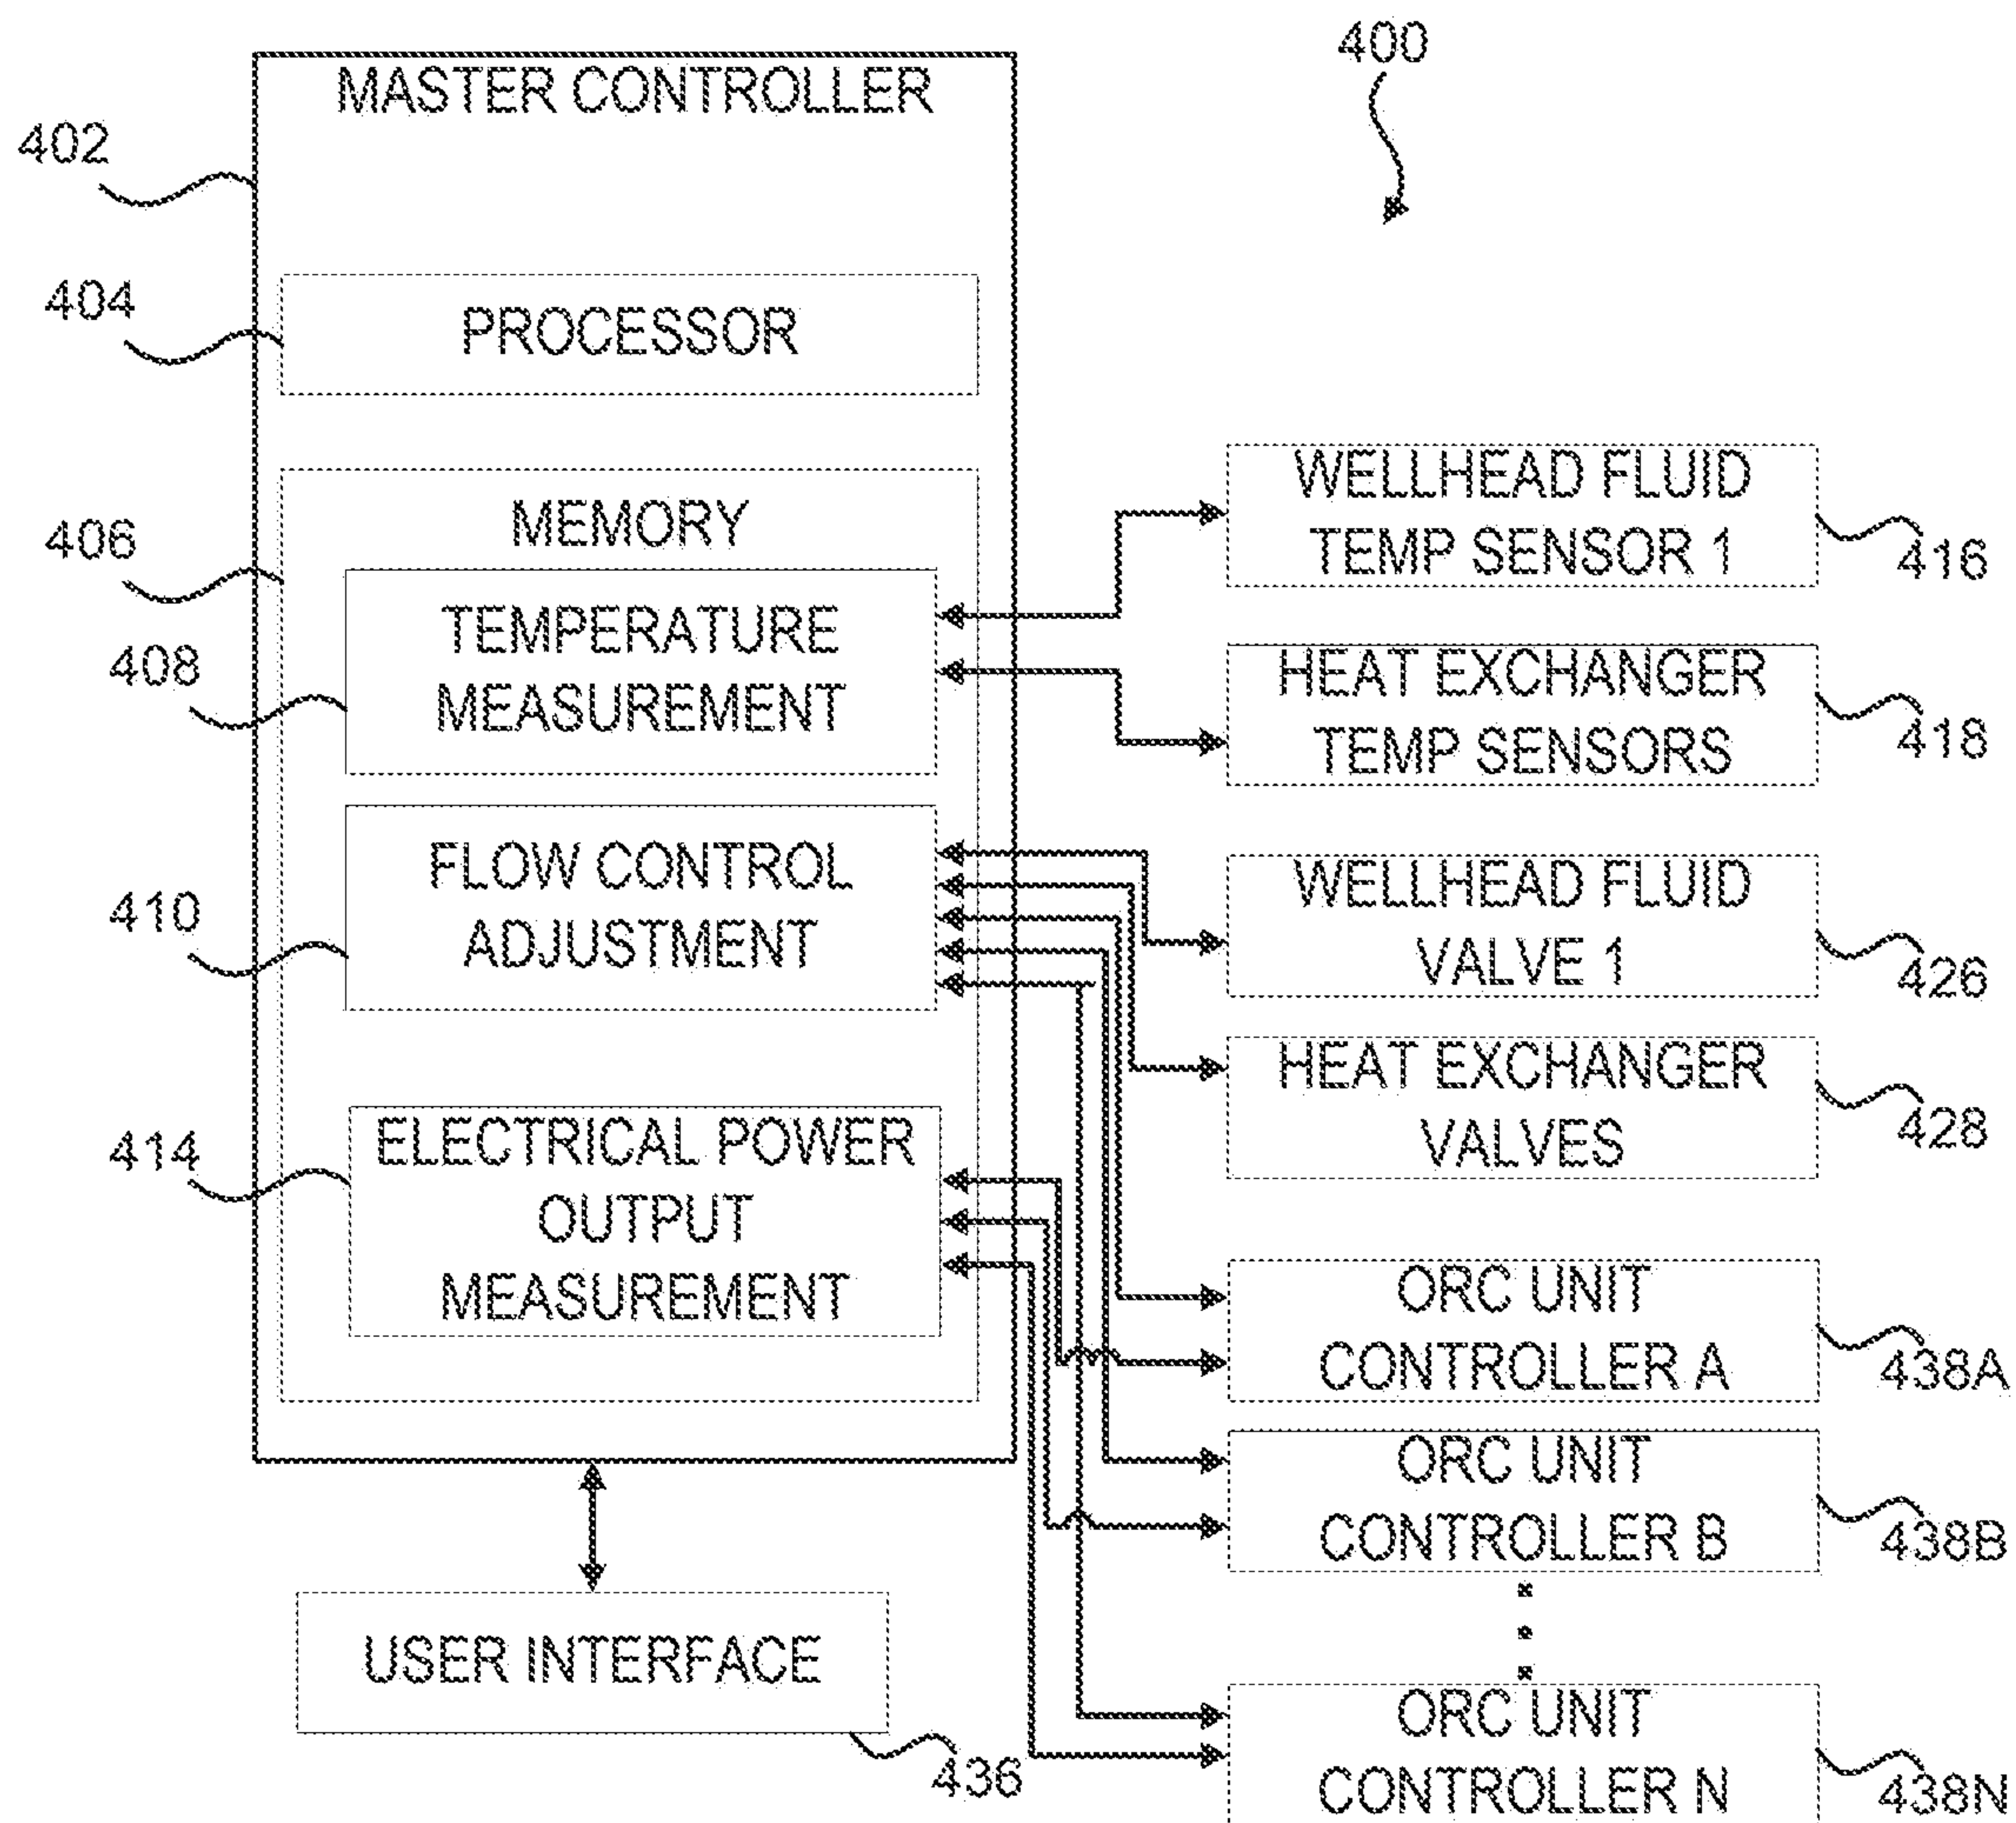 400
MASTER CONTROLLER
402
404
PROCESSOR
406
MEMORY
408
TEMPERATURE
MEASUREMENT
410
FLOW CONTROL
ADJUSTMENT
414
ELECTRICAL POWER
OUTPUT
MEASUREMENT
WELLHEAD FLUID
TEMP SENSOR 1
416
HEAT EXCHANGER
TEMP SENSORS
418
WELLHEAD FLUID
VALVE 1
426
HEAT EXCHANGER
VALVES
428
ORC UNIT
CONTROLLER A
438A
ORC UNIT
CONTROLLER B
438B
ORC UNIT
CONTROLLER N
438N
USER INTERFACE
436